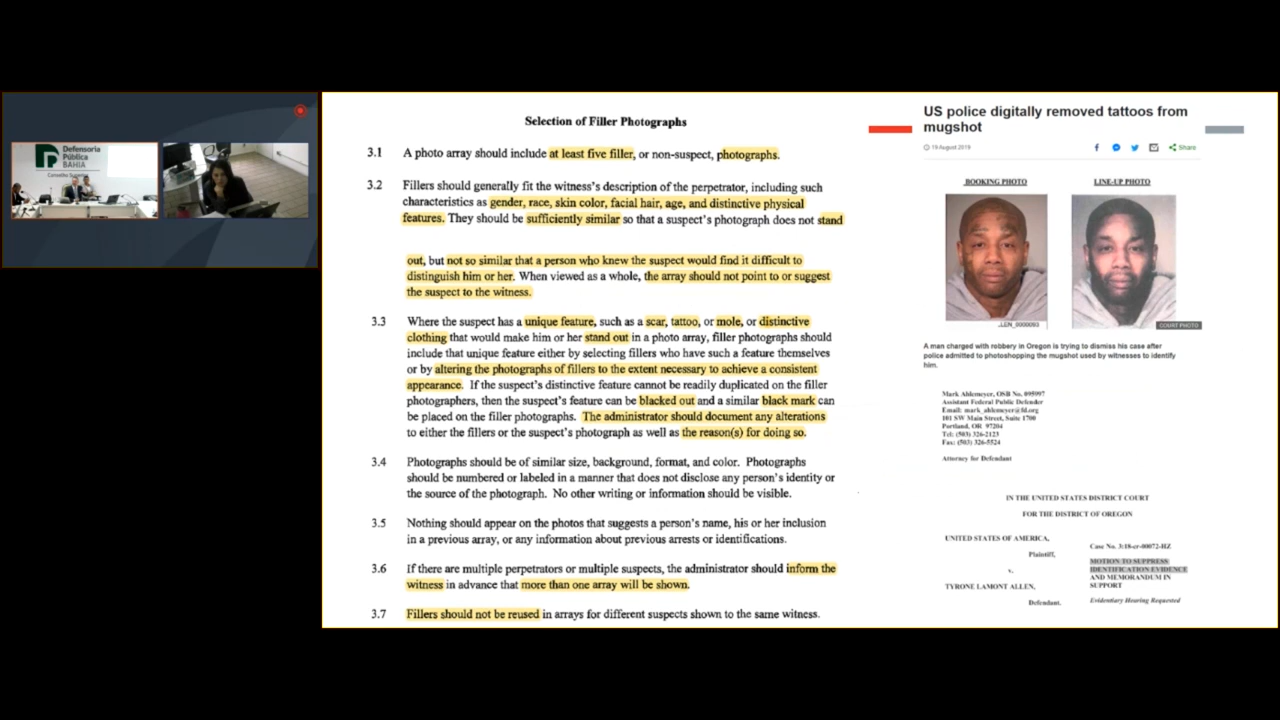 Defensoria
Pública
BAHIA
Conselho Superior
Selection of Filler Photographs
3.1 A photo array should include at least five filler, or non-suspect, photographs.
3.2 Fillers should generally fit the witness's description of the perpetrator, including such
characteristics as gender, race, skin color, facial hair, age, and distinctive physical
features. They should be sufficiently similar so that a suspect's photograph does not stand
out, but not so similar that a person who knew the suspect would find it difficult to
distinguish him or her. When viewed as a whole, the array should not point to or suggest
the suspect to the witness.
3.3 Where the suspect has a unique feature, such as a scar, tattoo, or mole, or distinctive
clothing that would make him or her stand out in a photo array, filler photographs should
include that unique feature either by selecting fillers who have such a feature themselves
or by altering the photographs of fillers to the extent necessary to achieve a consistent
appearance. If the suspect's distinctive feature cannot be readily duplicated on the filler
photographers, then the suspect's feature can be blacked out and a similar black mark can
be placed on the filler photographs. The administrator should document any alterations
to either the fillers or the suspect's photograph as well as the reason(s) for doing so.
3.4 Photographs should be of similar size, background, format, and color. Photographs
should be numbered or labeled in a manner that does not disclose any person's identity or
the source of the photograph. No other writing or information should be visible.
3.5 Nothing should appear on the photos that suggests a person's name, his or her inclusion
in a previous array, or any information about previous arrests or identifications.
3.6 If there are multiple perpetrators or multiple suspects, the administrator should inform the
witness in advance that more than one array will be shown.
3.7 Fillers should not be reused in arrays for different suspects shown to the same witness.
US police digitally removed tattoos from
mugshot
19 August 2019
Share
BOOKING PHOTO LINE-UP PHOTO
_LEN_0000093
COURT PHOTO
A man charged with robbery in Oregon is trying to dismiss his case after
police admitted to photoshopping the mugshot used by witnesses to identify
him.
Mark Ahlemeyer, OSB No. 095997
Assistant Federal Public Defender
Email: mark_ahlemeyer@fd.org
101 SW Main Street, Suite 1700
Portland, OR 97204
Tel: (503) 326-2123
Fax: (503) 326-5524
Attorney for Defendant
IN THE UNITED STATES DISTRICT COURT
FOR THE DISTRICT OF OREGON
UNITED STATES OF AMERICA,
Plaintiff,
v.
TYRONE LAMONT ALLEN,
Defendant.
Case No. 3:18-cr-00072-HZ
MOTION TO SUPPRESS
IDENTIFICATION EVIDENCE
AND MEMORANDUM IN
SUPPORT
Evidentiary Hearing Requested